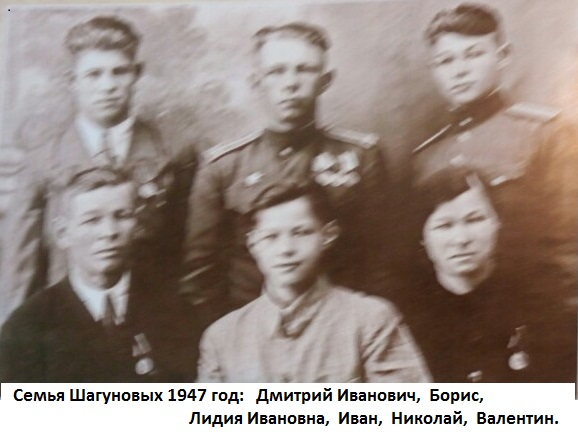 Семья Шагуновых 1947 год: Дмитрий Иванович, Борис,
Лидия Ивановна, Иван, Николай, Валентин.